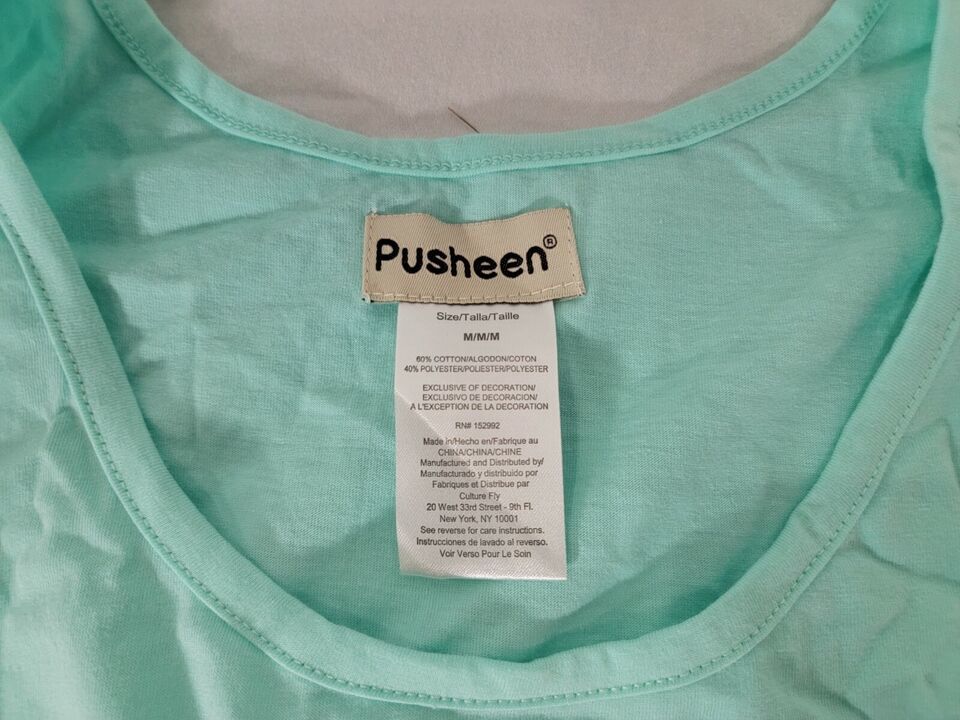 Pusheen®
Size/Talla/Taille
M/M/M
60% COTTON/ALGODON/COTON
40% POLYESTER/POLIESTER/POLYESTER
EXCLUSIVE OF DECORATION/
EXCLUSIVO DE DECORACION/
A L'EXCEPTION DE LA DECORATION
RN# 152992
Made in/Hecho en/Fabrique au
CHINA/CHINA/CHINE
Manufactured and Distributed by/
Manufacturado y distribuido por
Fabriques et Distribue par
Culture Fly
20 West 33rd Street - 9th Fl.
New York, NY 10001
See reverse for care instructions.
Instrucciones de lavado al reverso.
Voir Verso Pour Le Soin